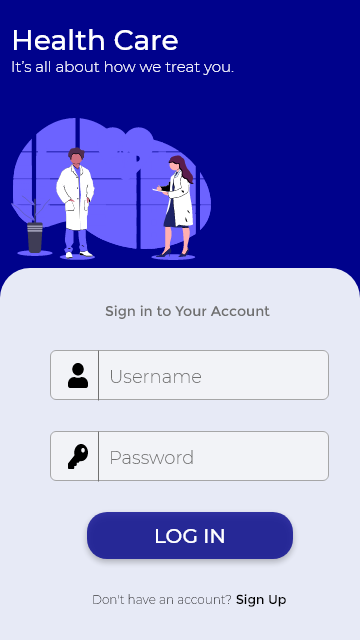 Health Care
It's all about how we treat you.
Sign in to Your Account
Username
Password
LOG IN
Don't have an account? Sign Up